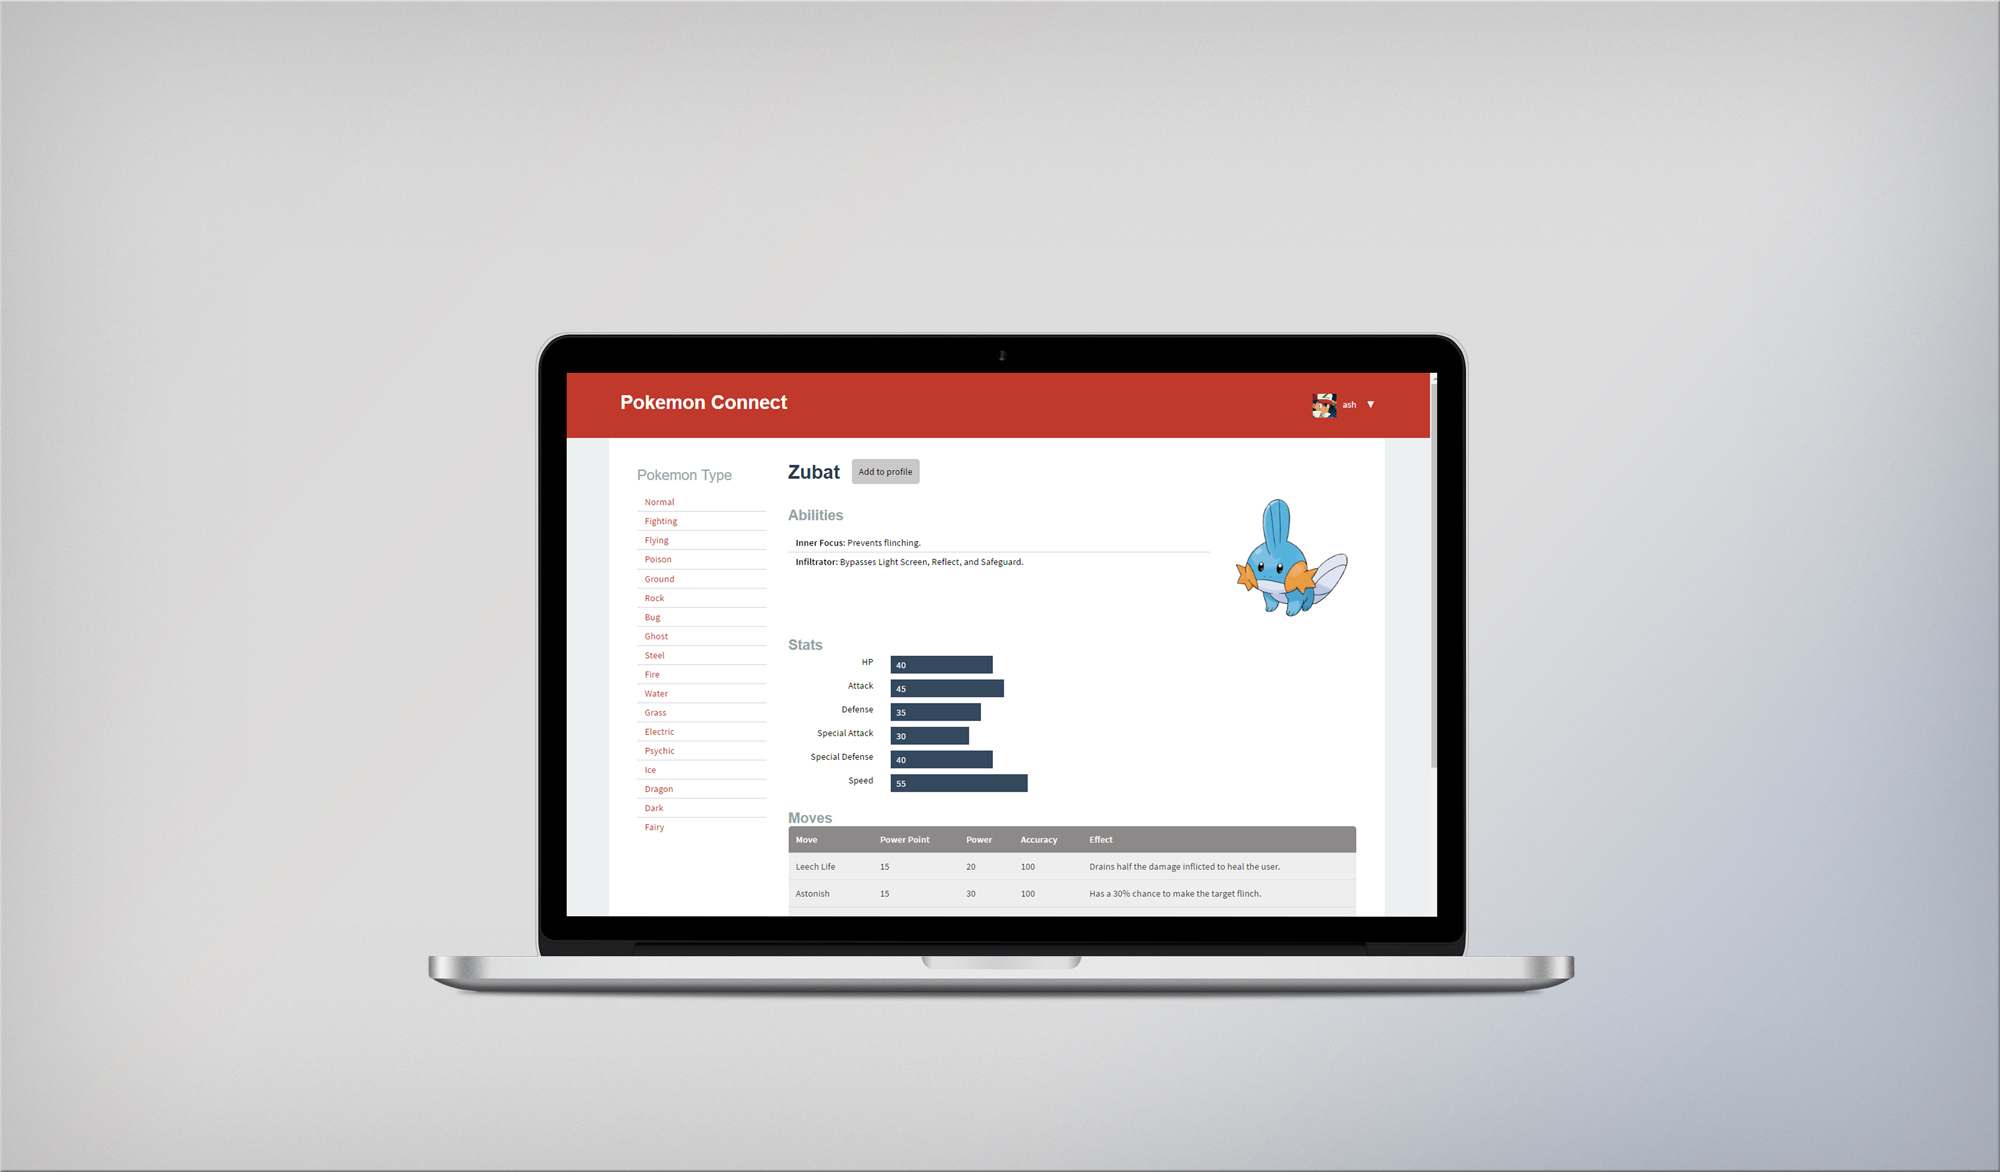 Pokemon Connect
ash ▼
Pokemon Type
Normal
Fighting
Flying
Poison
Ground
Rock
Bug
Ghost
Steel
Fire
Water
Grass
Electric
Psychic
Ice
Dragon
Dark
Fairy
Zubat Add to profile
Abilities
Inner Focus: Prevents flinching.
Infiltrator: Bypasses Light Screen, Reflect, and Safeguard.
Stats
HP 40
Attack 45
Defense 35
Special Attack 30
Special Defense 40
Speed 55
Moves
Move Power Point Power Accuracy Effect
Leech Life 15 20 100 Drains half the damage inflicted to heal the user.
Astonish 15 30 100 Has a 30% chance to make the target flinch.